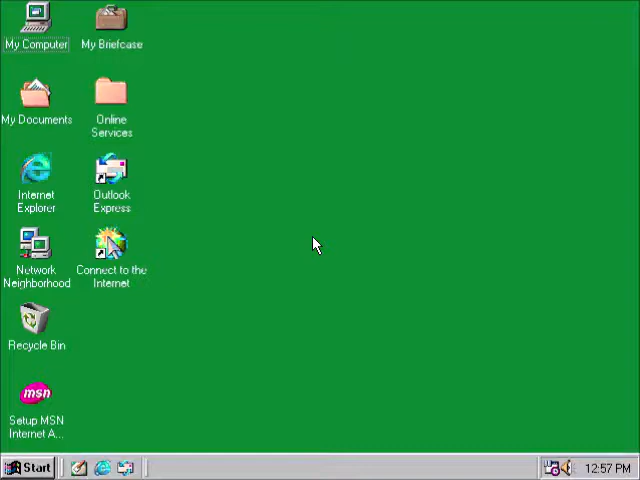 My Computer
My Briefcase
My Documents
Online
Services
Internet
Explorer
Outlook
Express
Network
Neighborhood
Connect to the
Internet
Recycle Bin
msn
Setup MSN
Internet A...
Start
12:57 PM